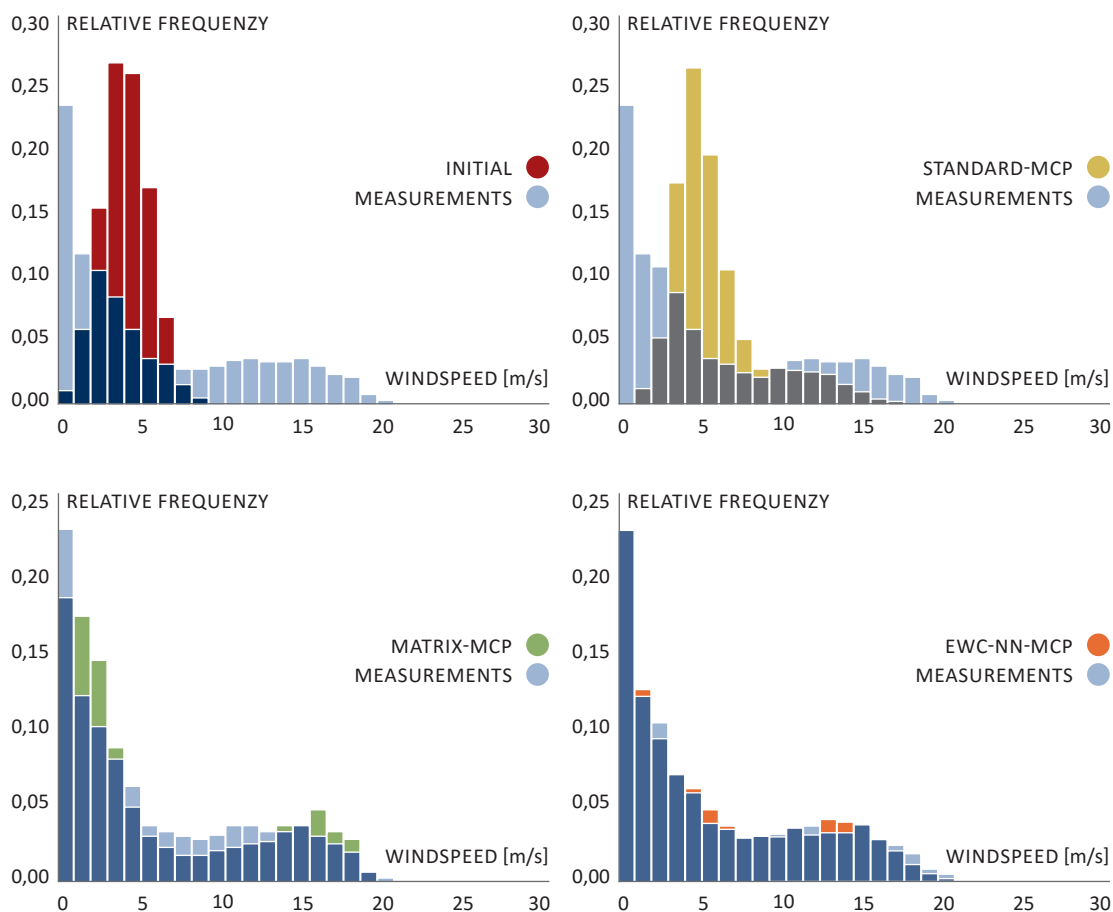 0,30 RELATIVE FREQUENZY
0,25
0,20
INITIAL
0,15 MEASUREMENTS
0,10
0,05
WINDSPEED [m/s]
0,00
0 5 10 15 20 25 30
0,30 RELATIVE FREQUENZY
0,25
0,20
STANDARD-MCP
0,15 MEASUREMENTS
0,10
0,05
WINDSPEED [m/s]
0,00
0 5 10 15 20 25 30
0,25 RELATIVE FREQUENZY
0,20
0,15 MATRIX-MCP
MEASUREMENTS
0,10
0,05
WINDSPEED [m/s]
0,00
0 5 10 15 20 25 30
0,25 RELATIVE FREQUENZY
0,20
0,15 EWC-NN-MCP
MEASUREMENTS
0,10
0,05
WINDSPEED [m/s]
0,00
0 5 10 15 20 25 30